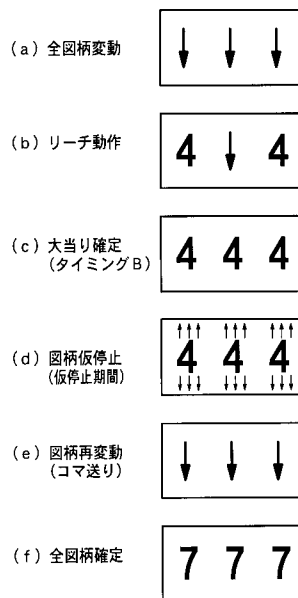 (a) 全図柄変動
↓ ↓ ↓
(b) リーチ動作
4 ↓ 4
(c) 大当り確定
(タイミングB)
4 4 4
(d) 図柄仮停止
(仮停止期間)
4 4 4
(e) 図柄再変動
(コマ送り)
↓ ↓ ↓
(f) 全図柄確定
7 7 7